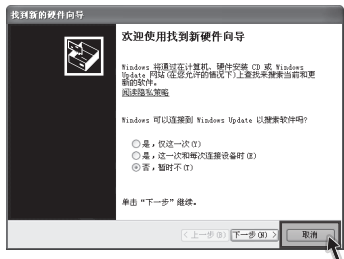 找到新的硬件向导
欢迎使用找到新硬件向导
Windows 将通过在计算机、硬件安装 CD 或 Windows
Update 网站(在您允许的情况下)上查找来搜索当前和更
新的软件。
阅读隐私策略
Windows 可以连接到 Windows Update 以搜索软件吗?
是，仅这一次(Y)
是，这一次和每次连接设备时(E)
否，暂时不(T)
单击“下一步”继续。
<上一步(B) 下一步(N) > 取消